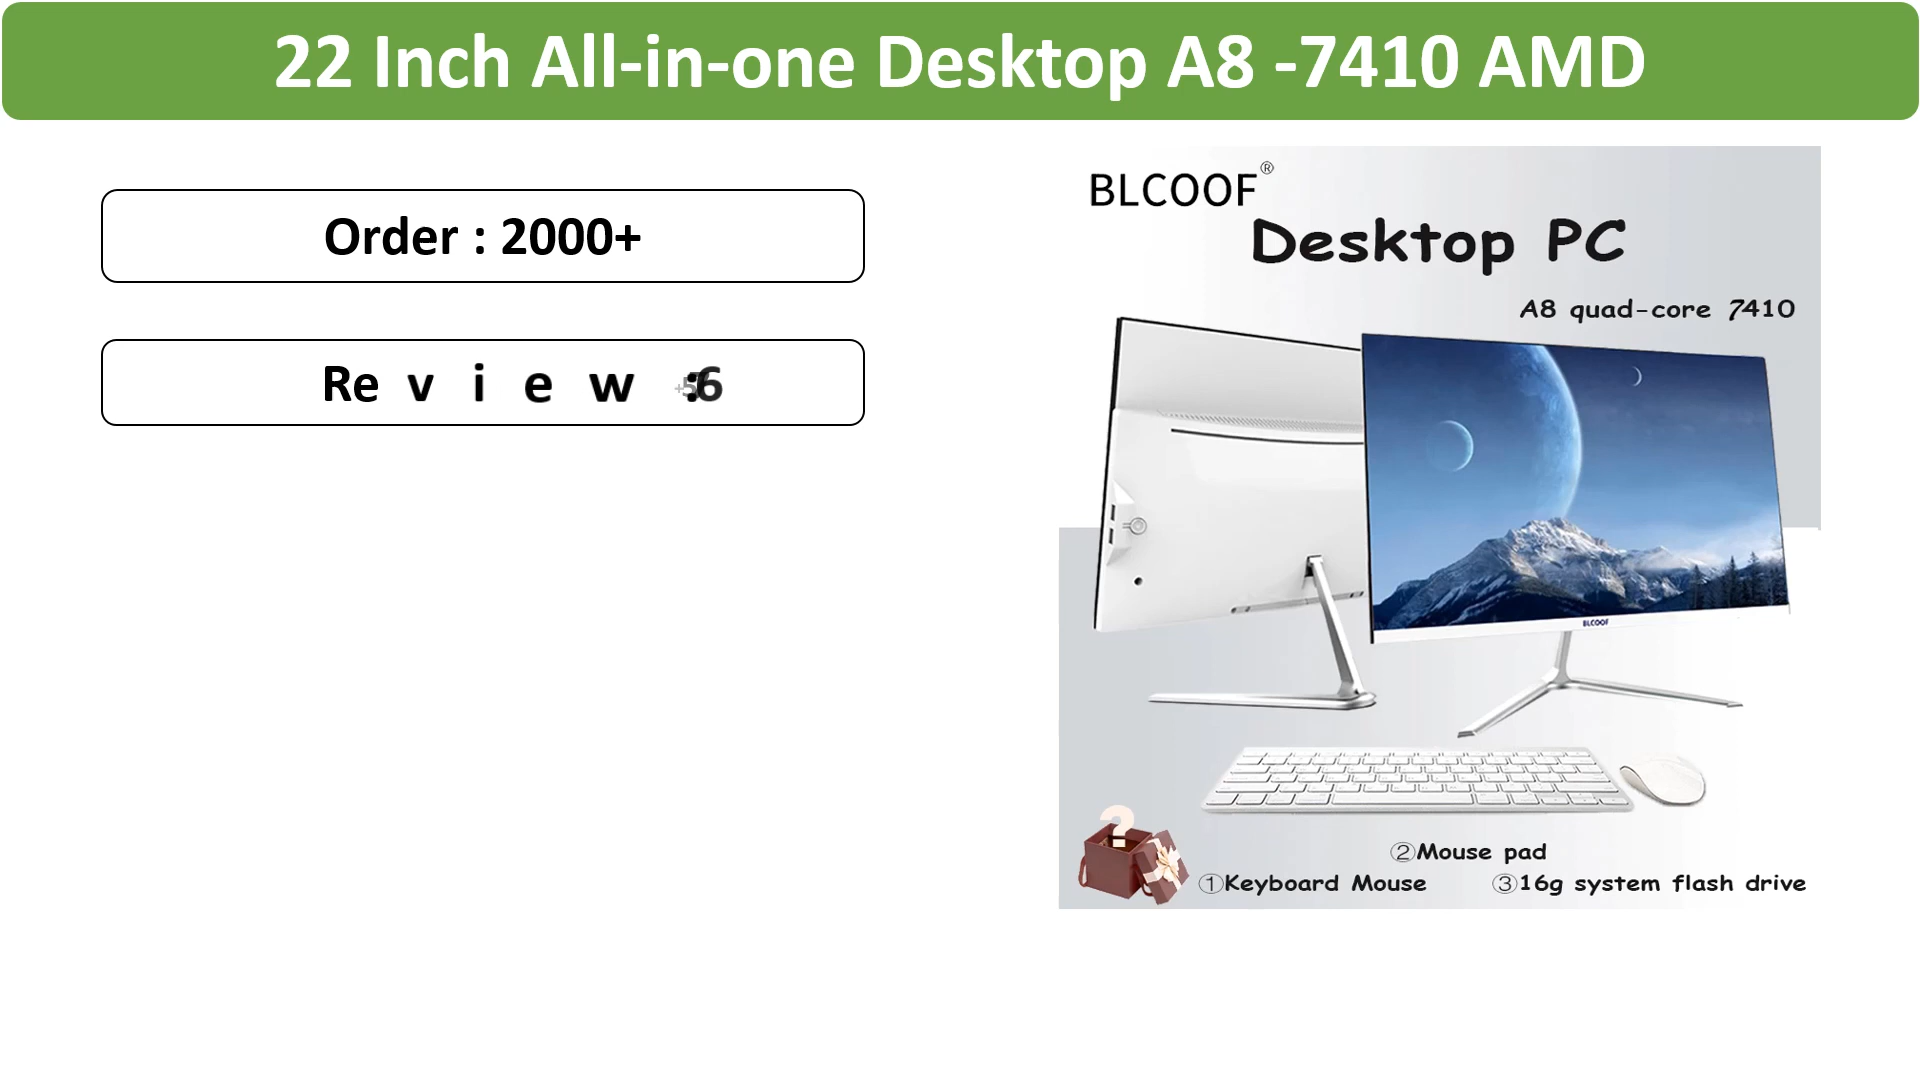 22 Inch All-in-one Desktop A8 -7410 AMD
Order : 2000+
Review :
BLCOOF®
Desktop PC
A8 quad-core 7410
BLCOOF
②Mouse pad
①Keyboard Mouse ③16g system flash drive